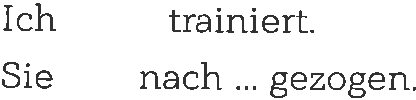 Ich trainiert.
Sie nach ... gezogen.